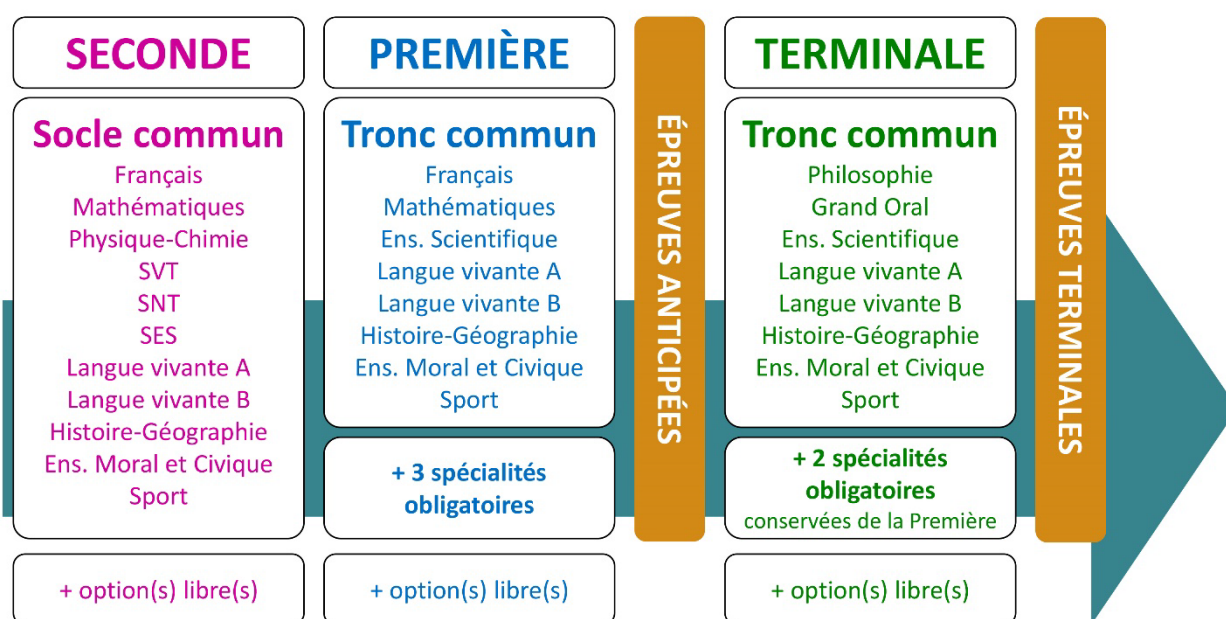 SECONDE
Socle commun
Français
Mathématiques
Physique-Chimie
SVT
SNT
SES
Langue vivante A
Langue vivante B
Histoire-Géographie
Ens. Moral et Civique
Sport
+ option(s) libre(s)
PREMIÈRE
Tronc commun
Français
Mathématiques
Ens. Scientifique
Langue vivante A
Langue vivante B
Histoire-Géographie
Ens. Moral et Civique
Sport
+ 3 spécialités
obligatoires
+ option(s) libre(s)
ÉPREUVES ANTICIPÉES
TERMINALE
Tronc commun
Philosophie
Grand Oral
Ens. Scientifique
Langue vivante A
Langue vivante B
Histoire-Géographie
Ens. Moral et Civique
Sport
+ 2 spécialités
obligatoires
conservées de la Première
+ option(s) libre(s)
ÉPREUVES TERMINALES